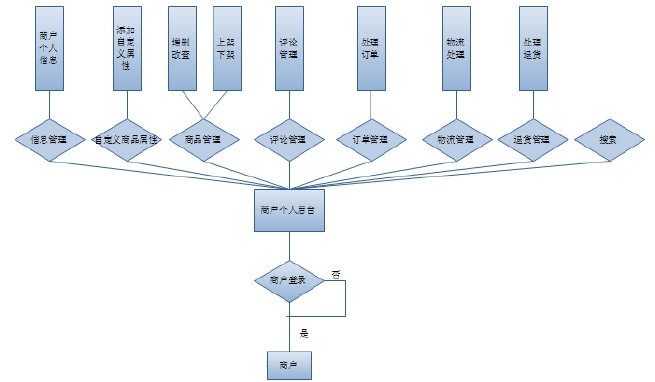 商户
个人
信息
添加
自定
义属
性
增删
改查
上架
下架
评论
管理
处理
订单
物流
处理
处理
退货
信息管理
自定义商品属性
商品管理
评论管理
订单管理
物流管理
退货管理
搜索
商户个人后台
商户登录
否
是
商户